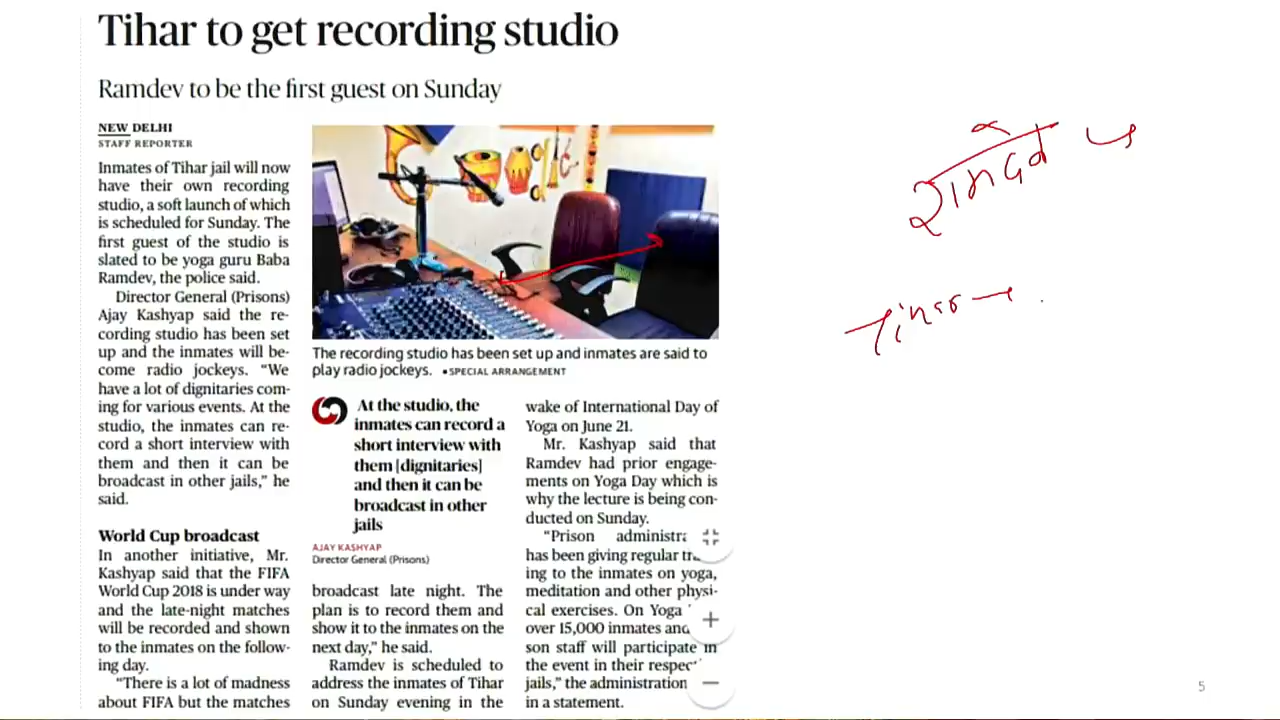 Tihar to get recording studio
Ramdev to be the first guest on Sunday
NEW DELHI
STAFF REPORTER
Inmates of Tihar jail will now
have their own recording
studio, a soft launch of which
is scheduled for Sunday. The
first guest of the studio is
slated to be yoga guru Baba
Ramdev, the police said.
Director General (Prisons)
Ajay Kashyap said the re-
cording studio has been set
up and the inmates will be-
come radio jockeys. “We
have a lot of dignitaries com-
ing for various events. At the
studio, the inmates can re-
cord a short interview with
them and then it can be
broadcast in other jails,” he
said.
World Cup broadcast
In another initiative, Mr.
Kashyap said that the FIFA
World Cup 2018 is under way
and the late-night matches
will be recorded and shown
to the inmates on the follow-
ing day.
“There is a lot of madness
about FIFA but the matches
The recording studio has been set up and inmates are said to
play radio jockeys. •SPECIAL ARRANGEMENT
At the studio, the
inmates can record a
short interview with
them [dignitaries]
and then it can be
broadcast in other
jails
AJAY KASHYAP
Director General (Prisons)
broadcast late night. The
plan is to record them and
show it to the inmates on the
next day,” he said.
Ramdev is scheduled to
address the inmates of Tihar
on Sunday evening in the
wake of International Day of
Yoga on June 21.
Mr. Kashyap said that
Ramdev had prior engage-
ments on Yoga Day which is
why the lecture is being con-
ducted on Sunday.
“Prison
has been giving regular
ing to the inmates on yoga,
meditation and other physi-
cal exercises. On Yoga
over 15,000 inmates
son staff will participate in
the event in their
jails,” the administration
in a statement.
5